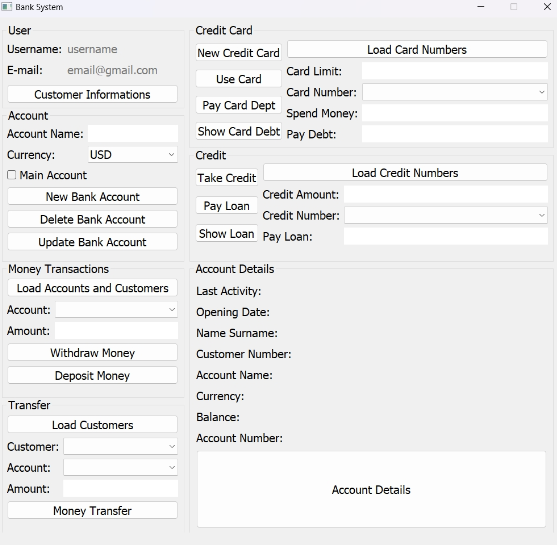 Bank System
User
Username: username
E-mail: email@gmail.com
Customer Informations
Account
Account Name:
Currency: USD
Main Account
New Bank Account
Delete Bank Account
Update Bank Account
Money Transactions
Load Accounts and Customers
Account:
Amount:
Withdraw Money
Deposit Money
Transfer
Load Customers
Customer:
Account:
Amount:
Money Transfer
Credit Card
New Credit Card
Load Card Numbers
Use Card
Card Limit:
Card Number:
Pay Card Dept
Spend Money:
Show Card Debt
Pay Debt:
Credit
Take Credit
Load Credit Numbers
Credit Amount:
Pay Loan
Credit Number:
Show Loan
Pay Loan:
Account Details
Last Activity:
Opening Date:
Name Surname:
Customer Number:
Account Name:
Currency:
Balance:
Account Number:
Account Details